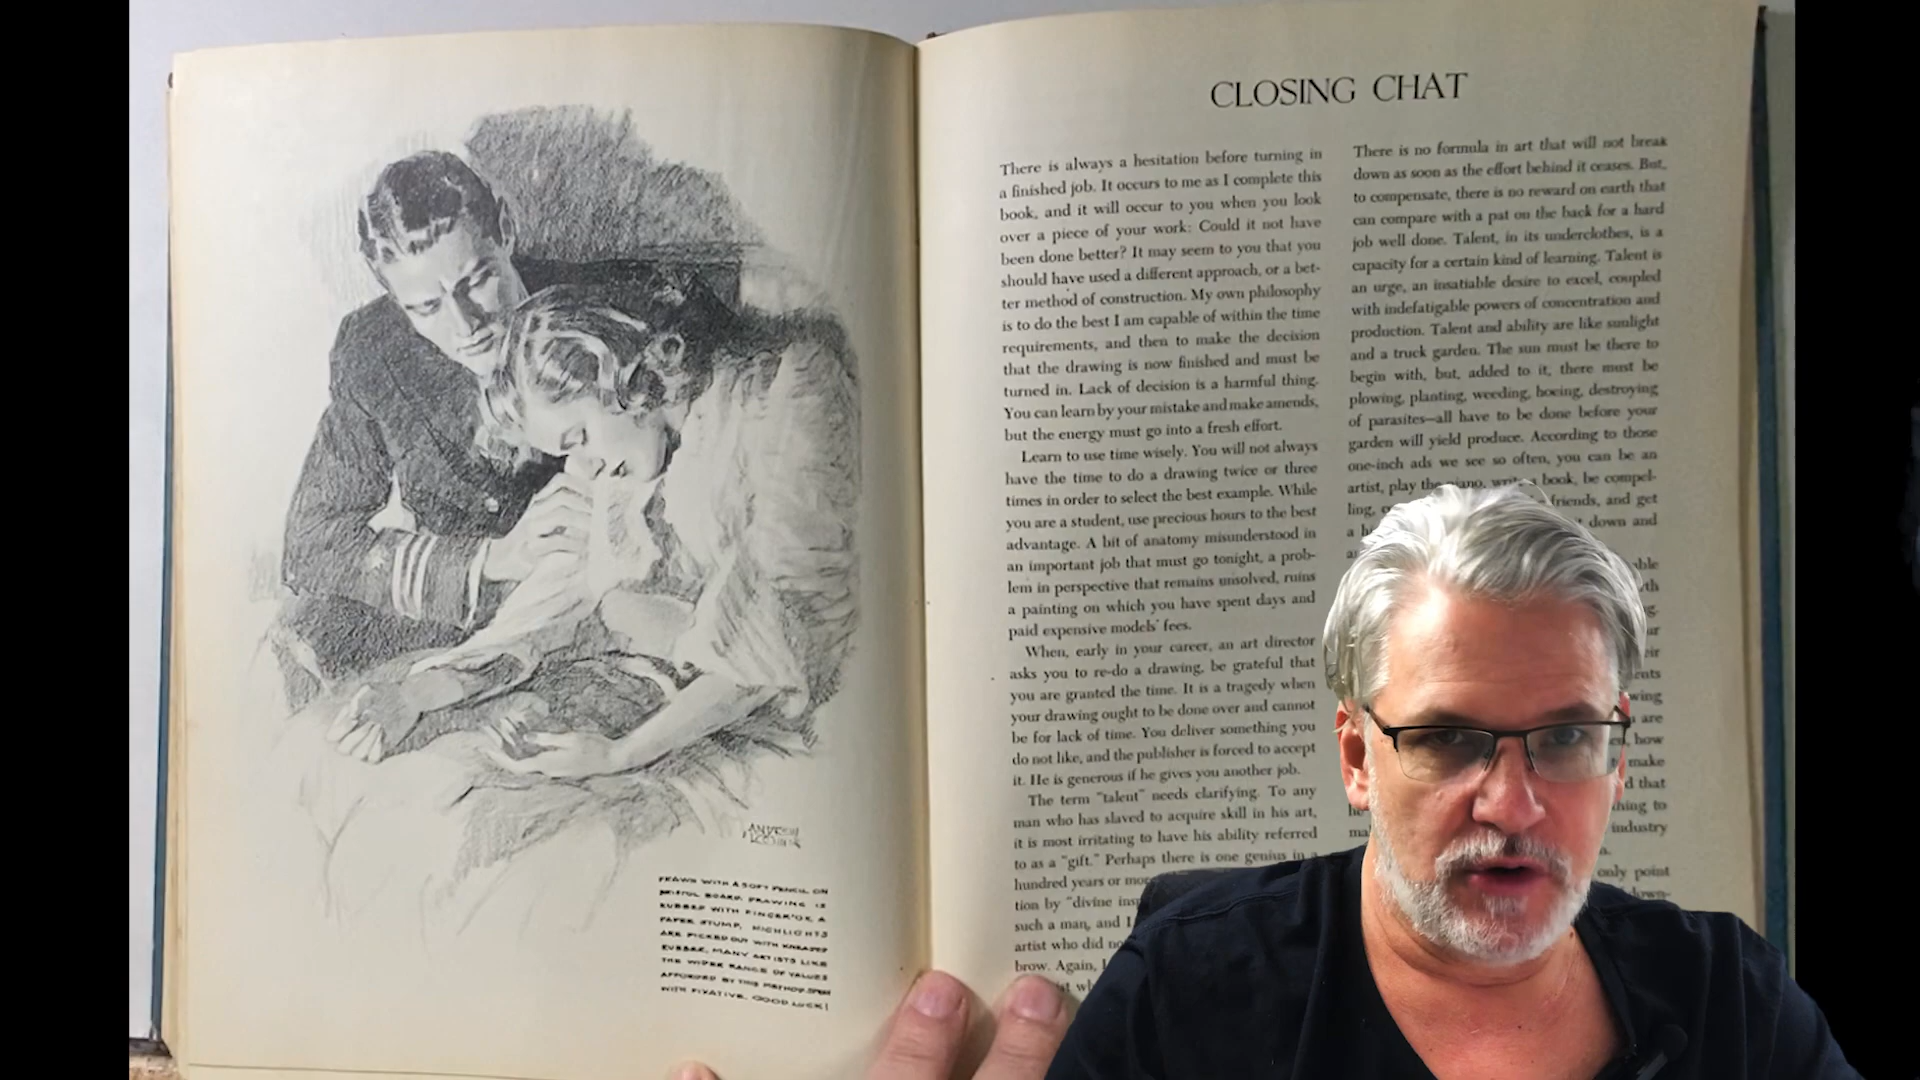 ANDREW
LOOMIS
DRAWN WITH A SOFT PENCIL ON
BRISTOL BOARD. DRAWING IS
RUBBED WITH FINGER OR A
PAPER STUMP, HIGHLIGHTS
ARE PICKED OUT WITH KNEADED
RUBBER. MANY ARTISTS LIKE
THE WIDER RANGE OF VALUES
AFFORDED BY THIS METHOD.
WITH FIXATIVE. GOOD LUCK!
CLOSING CHAT
There is always a hesitation before turning in
a finished job. It occurs to me as I complete this
book, and it will occur to you when you look
over a piece of your work: Could it not have
been done better? It may seem to you that you
should have used a different approach, or a bet-
ter method of construction. My own philosophy
is to do the best I am capable of within the time
requirements, and then to make the decision
that the drawing is now finished and must be
turned in. Lack of decision is a harmful thing.
You can learn by your mistake and make amends,
but the energy must go into a fresh effort.
Learn to use time wisely. You will not always
have the time to do a drawing twice or three
times in order to select the best example. While
you are a student, use precious hours to the best
advantage. A bit of anatomy misunderstood in
an important job that must go tonight, a prob-
lem in perspective that remains unsolved, ruins
a painting on which you have spent days and
paid expensive models' fees.
When, early in your career, an art director
asks you to re-do a drawing, be grateful that
you are granted the time. It is a tragedy when
your drawing ought to be done over and cannot
be for lack of time. You deliver something you
do not like, and the publisher is forced to accept
it. He is generous if he gives you another job.
The term "talent" needs clarifying. To any
man who has slaved to acquire skill in his art,
it is most irritating to have his ability referred
to as a "gift." Perhaps there is one genius in a
hundred years or
tion by "divine
such a man, and I
artist who did
brow. Again, I
There is no formula in art that will not break
down as soon as the effort behind it ceases. But,
to compensate, there is no reward on earth that
can compare with a pat on the back for a hard
job well done. Talent, in its underclothes, is a
capacity for a certain kind of learning. Talent is
an urge, an insatiable desire to excel, coupled
with indefatigable powers of concentration and
production. Talent and ability are like sunlight
and a truck garden. The sun must be there to
begin with, but, added to it, there must be
plowing, planting, weeding, hoeing, destroying
of parasites—all have to be done before your
garden will yield produce. According to those
one-inch ads we see so often, you can be an
artist, play the piano, write a book, be compel-
ling, friends, and get
a down and
are
how
make
that
to
industry
only point